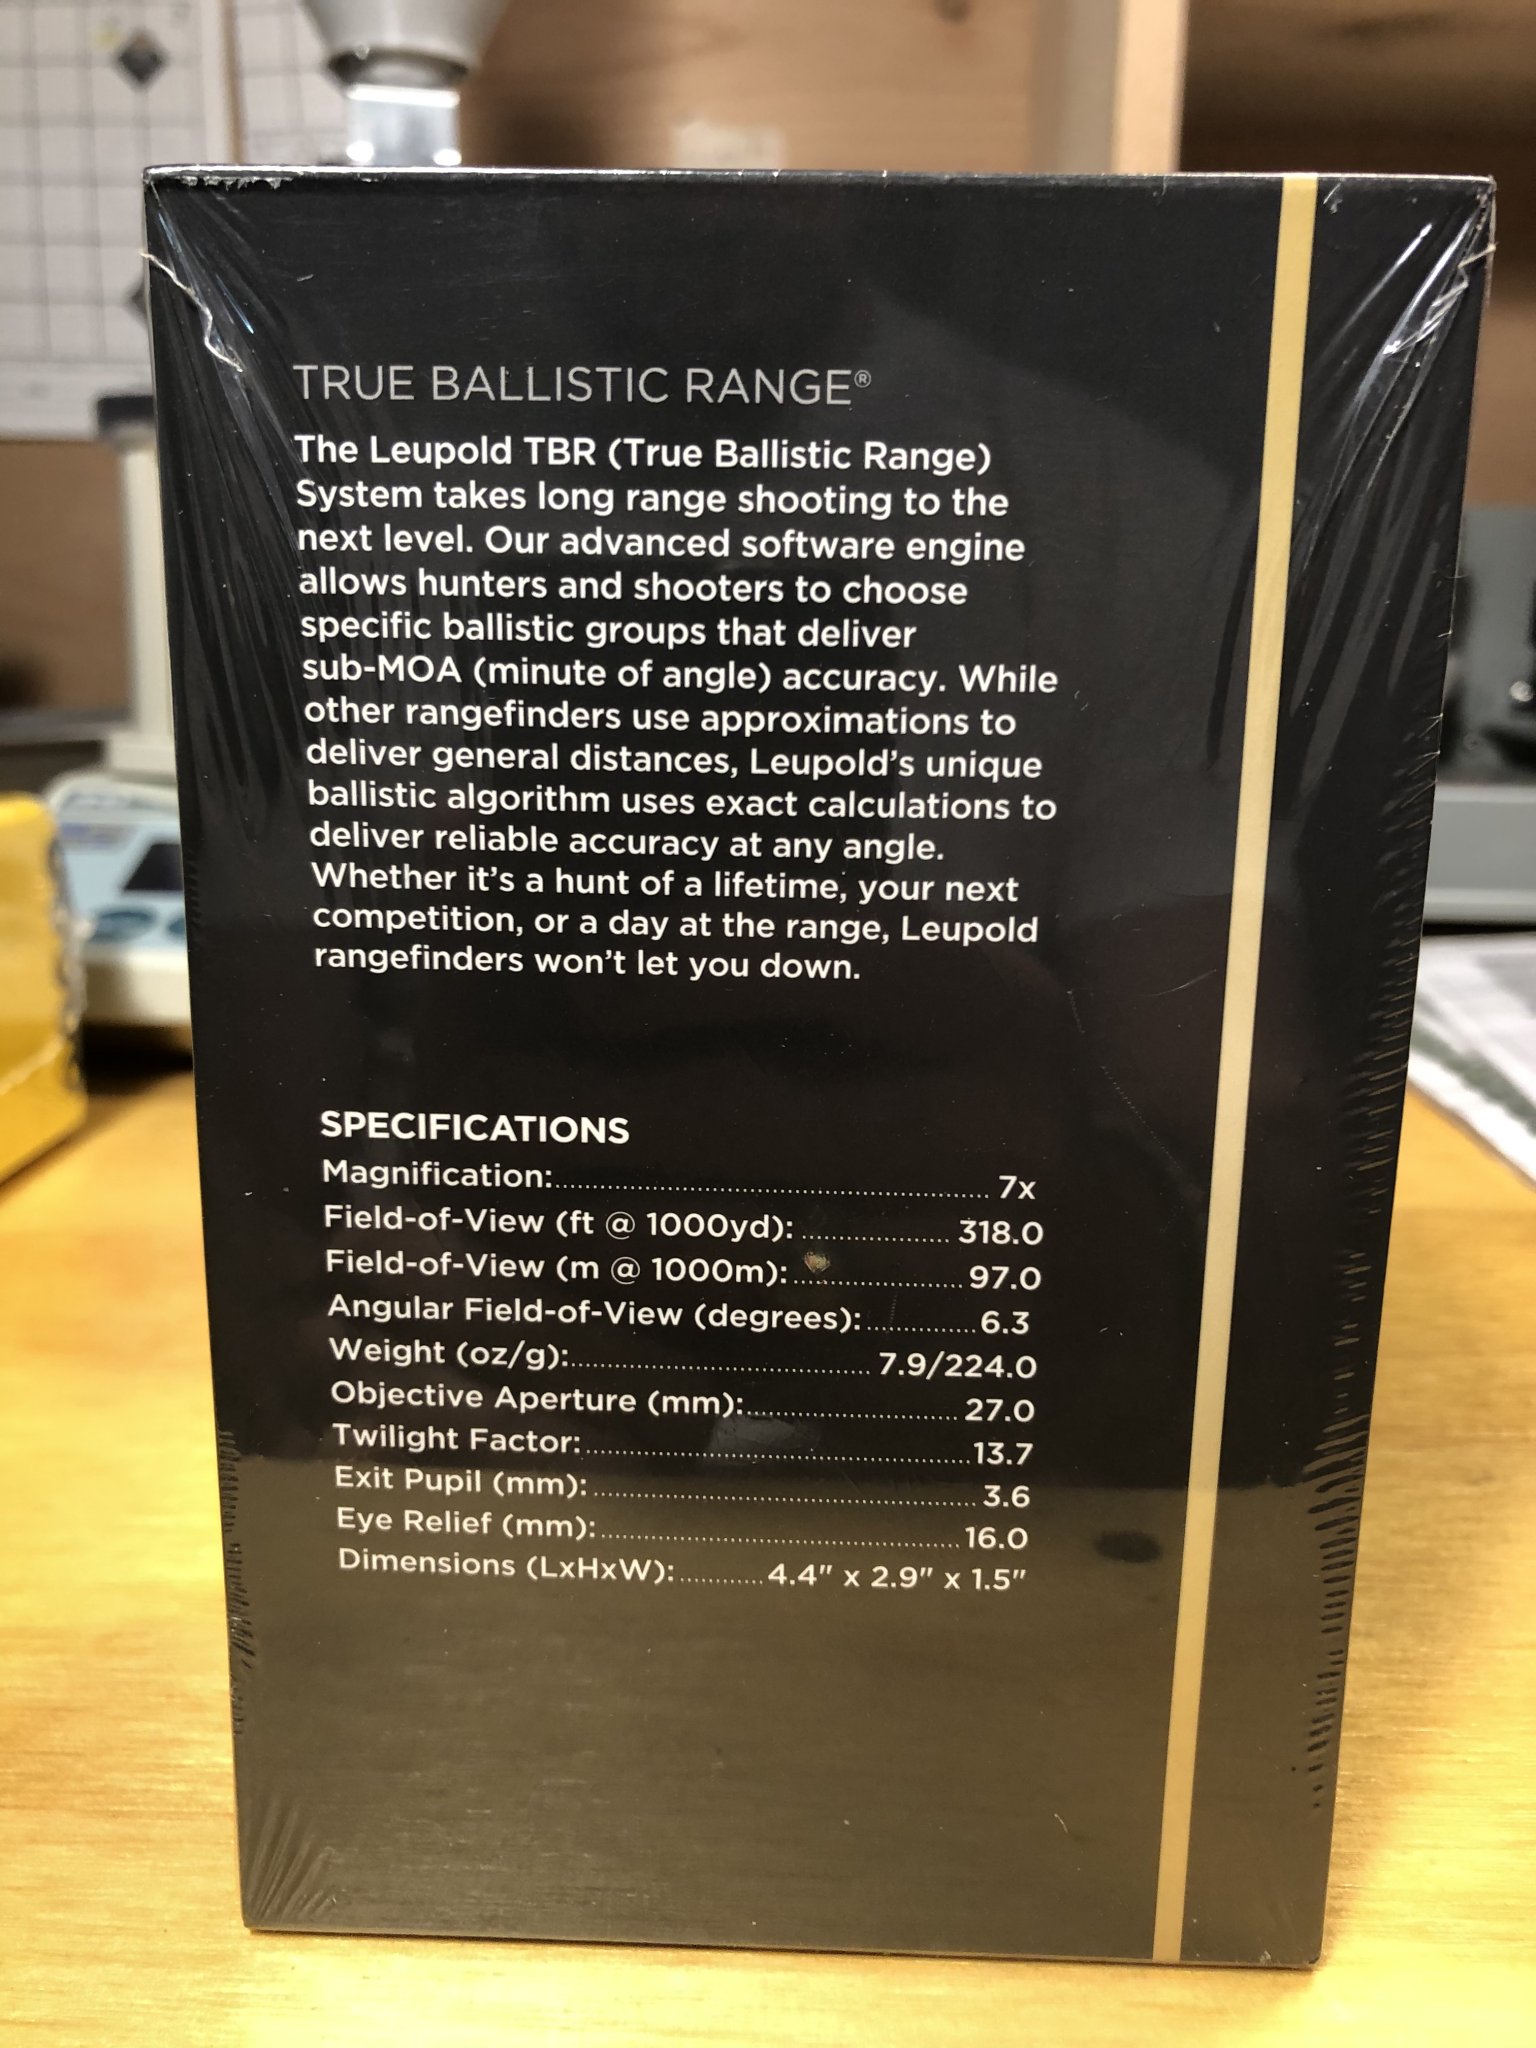 TRUE BALLISTIC RANGE®
The Leupold TBR (True Ballistic Range)
System takes long range shooting to the
next level. Our advanced software engine
allows hunters and shooters to choose
specific ballistic groups that deliver
sub-MOA (minute of angle) accuracy. While
other rangefinders use approximations to
deliver general distances, Leupold's unique
ballistic algorithm uses exact calculations to
deliver reliable accuracy at any angle.
Whether it's a hunt of a lifetime, your next
competition, or a day at the range, Leupold
rangefinders won't let you down.
SPECIFICATIONS
Magnification: 7x
Field-of-View (ft @ 1000yd): 318.0
Field-of-View (m @ 1000m): 97.0
Angular Field-of-View (degrees): 6.3
Weight (oz/g): 7.9/224.0
Objective Aperture (mm): 27.0
Twilight Factor: 13.7
Exit Pupil (mm): 3.6
Eye Relief (mm): 16.0
Dimensions (LxHxW): 4.4" x 2.9" x 1.5"